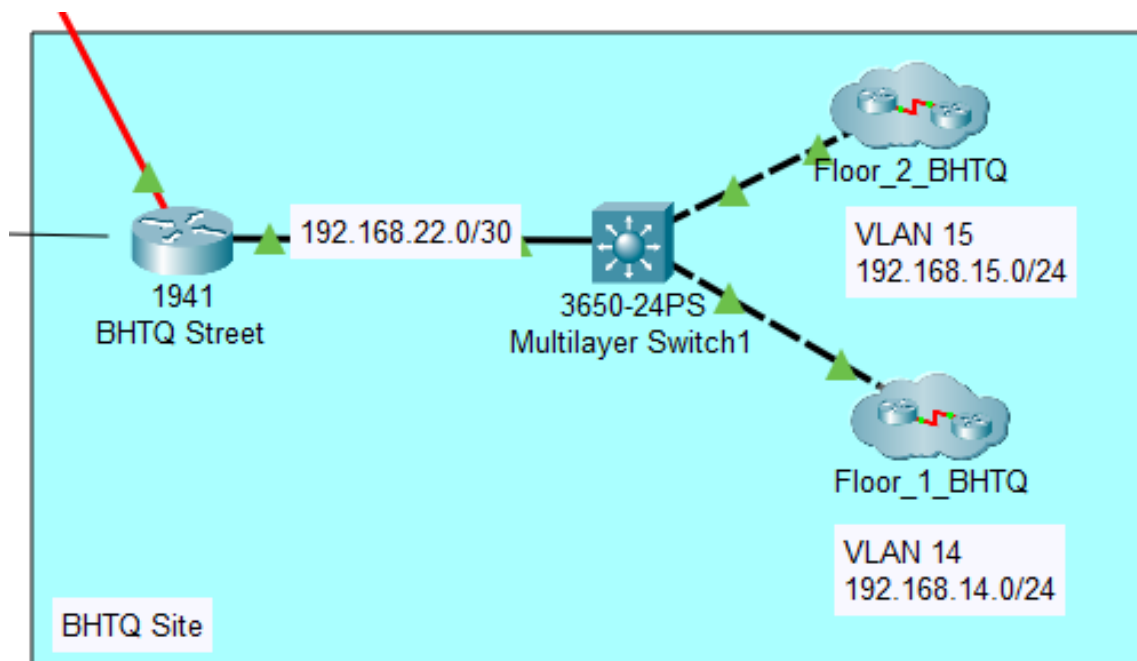 Floor_2_BHTQ
192.168.22.0/30
VLAN 15
192.168.15.0/24
1941
BHTQ Street
3650-24PS
Multilayer Switch1
Floor_1_BHTQ
VLAN 14
192.168.14.0/24
BHTQ Site